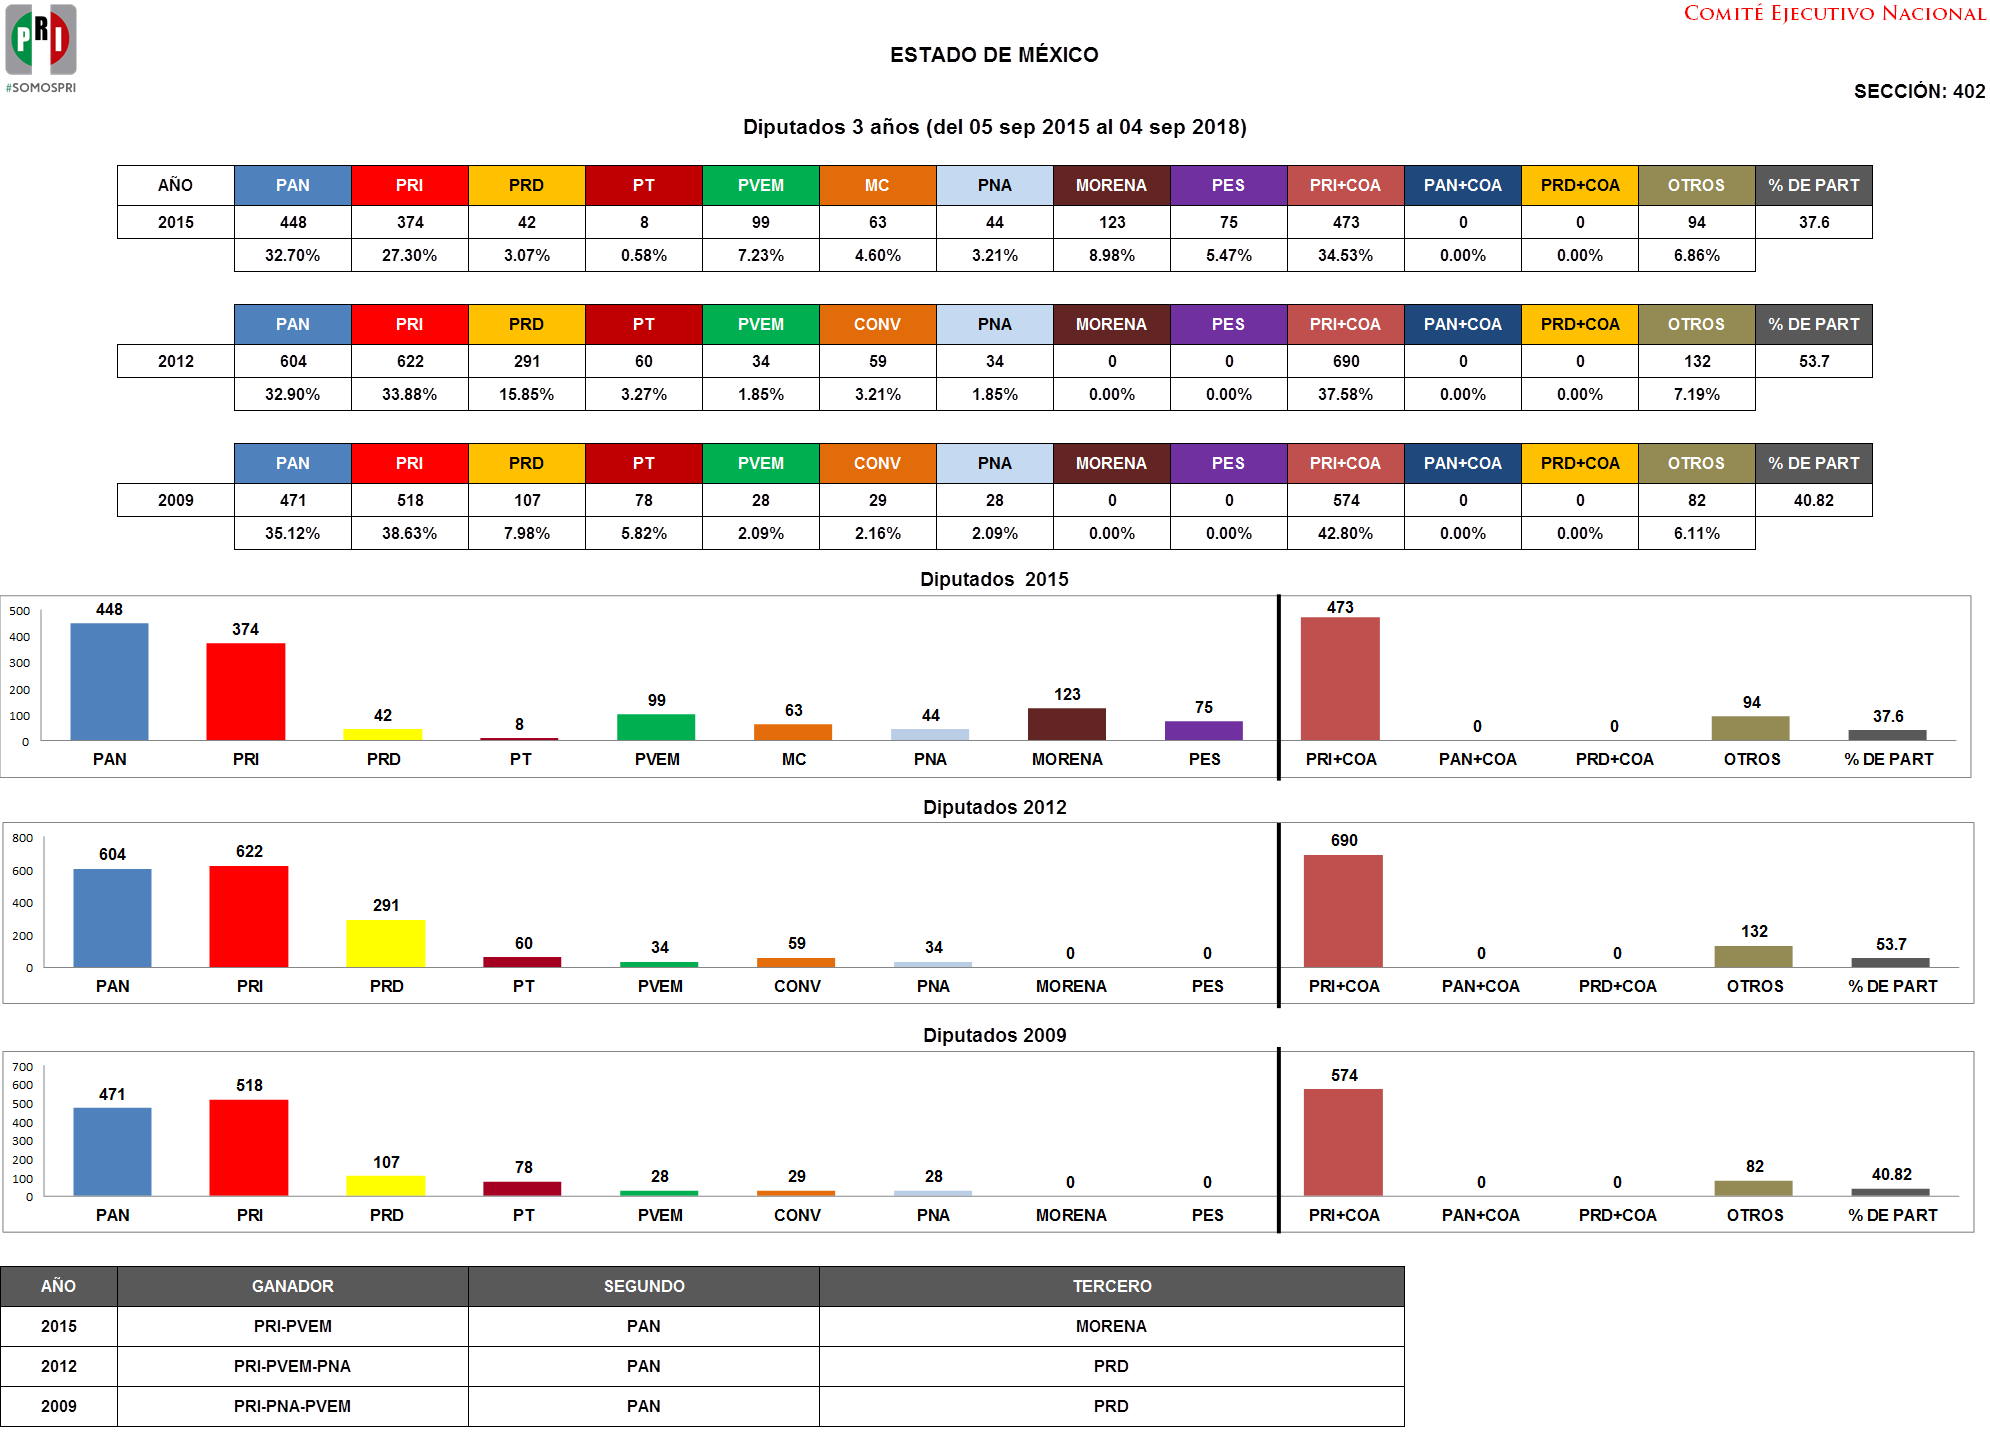 PRI
#SOMOSPRI
COMITÉ EJECUTIVO NACIONAL
ESTADO DE MÉXICO
SECCIÓN: 402
Diputados 3 años (del 05 sep 2015 al 04 sep 2018)
AÑO PAN PRI PRD PT PVEM MC PNA MORENA PES PRI+COA PAN+COA PRD+COA OTROS % DE PART
2015 448 374 42 8 99 63 44 123 75 473 0 0 94 37.6
32.70% 27.30% 3.07% 0.58% 7.23% 4.60% 3.21% 8.98% 5.47% 34.53% 0.00% 0.00% 6.86%
PAN PRI PRD PT PVEM CONV PNA MORENA PES PRI+COA PAN+COA PRD+COA OTROS % DE PART
2012 604 622 291 60 34 59 34 0 0 690 0 0 132 53.7
32.90% 33.88% 15.85% 3.27% 1.85% 3.21% 1.85% 0.00% 0.00% 37.58% 0.00% 0.00% 7.19%
PAN PRI PRD PT PVEM CONV PNA MORENA PES PRI+COA PAN+COA PRD+COA OTROS % DE PART
2009 471 518 107 78 28 29 28 0 0 574 0 0 82 40.82
35.12% 38.63% 7.98% 5.82% 2.09% 2.16% 2.09% 0.00% 0.00% 42.80% 0.00% 0.00% 6.11%
Diputados 2015
500
400
300
200
100
0
448 374 42 8 99 63 44 123 75 473 0 0 94 37.6
PAN PRI PRD PT PVEM MC PNA MORENA PES PRI+COA PAN+COA PRD+COA OTROS % DE PART
Diputados 2012
800
600
400
200
0
604 622 291 60 34 59 34 0 0 690 0 0 132 53.7
PAN PRI PRD PT PVEM CONV PNA MORENA PES PRI+COA PAN+COA PRD+COA OTROS % DE PART
Diputados 2009
700
600
500
400
300
200
100
0
471 518 107 78 28 29 28 0 0 574 0 0 82 40.82
PAN PRI PRD PT PVEM CONV PNA MORENA PES PRI+COA PAN+COA PRD+COA OTROS % DE PART
AÑO GANADOR SEGUNDO TERCERO
2015 PRI-PVEM PAN MORENA
2012 PRI-PVEM-PNA PAN PRD
2009 PRI-PNA-PVEM PAN PRD